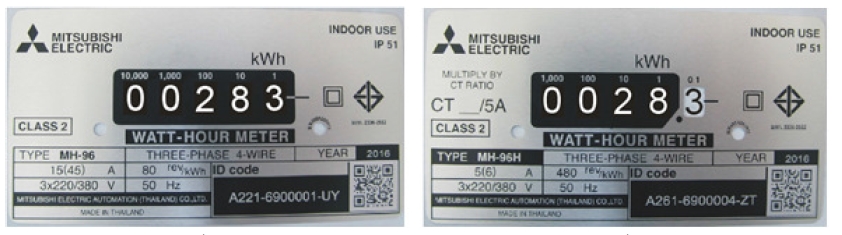 MITSUBISHI
ELECTRIC
INDOOR USE
IP 51
kWh
10,000 1,000 100 10 1
0 0 2 8 3
CLASS 2
WATT-HOUR METER
TYPE MH-96 THREE-PHASE 4-WIRE YEAR 2016
15(45) A 80 rev/kWh ID code
3x220/380 V 50 Hz
A221-6900001-UY
MITSUBISHI ELECTRIC AUTOMATION (THAILAND) CO.,LTD.
MADE IN THAILAND
MITSUBISHI
ELECTRIC
INDOOR USE
IP 51
kWh
MULTIPLY BY
CT RATIO
CT __/5A
1,000 100 10 1 0.1
0 0 2 8 . 3
CLASS 2
WATT-HOUR METER
TYPE MH-96H THREE-PHASE 4-WIRE YEAR 2016
5(6) A 480 rev/kWh ID code
3x220/380 V 50 Hz
A261-6900004-ZT
MITSUBISHI ELECTRIC AUTOMATION (THAILAND) CO.,LTD.
MADE IN THAILAND